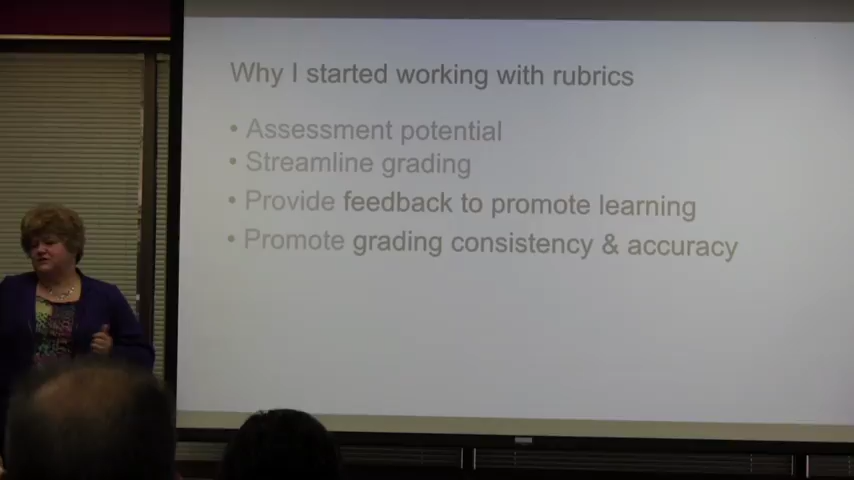 Why I started working with rubrics
• Assessment potential
• Streamline grading
• Provide feedback to promote learning
• Promote grading consistency & accuracy